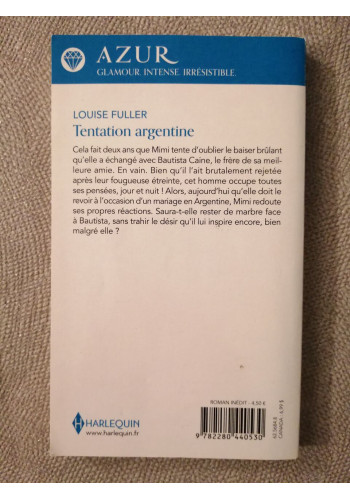 AZUR
GLAMOUR INTENSE IRRÉSISTIBLE
LOUISE FULLER
Tentation argentine
Cela fait deux ans que Mimi tente d'oublier le baiser brûlant
qu'elle a échangé avec Bautista Caine, le frère de sa meil-
leure amie. En vain. Bien qu'il l'ait brutalement rejetée
après leur fougueuse étreinte, cet homme occupe toutes
ses pensées, jour et nuit ! Alors, aujourd'hui qu'elle doit le
revoir à l'occasion d'un mariage en Argentine, Mimi redoute
ses propres réactions. Saura-t-elle rester de marbre face
à Bautista, sans trahir le désir qu'il lui inspire encore, bien
malgré elle ?
ROMAN INÉDIT - 4,50 €
HARLEQUIN
www.harlequin.fr
9 782280 440530
CANADA : 6,99 $